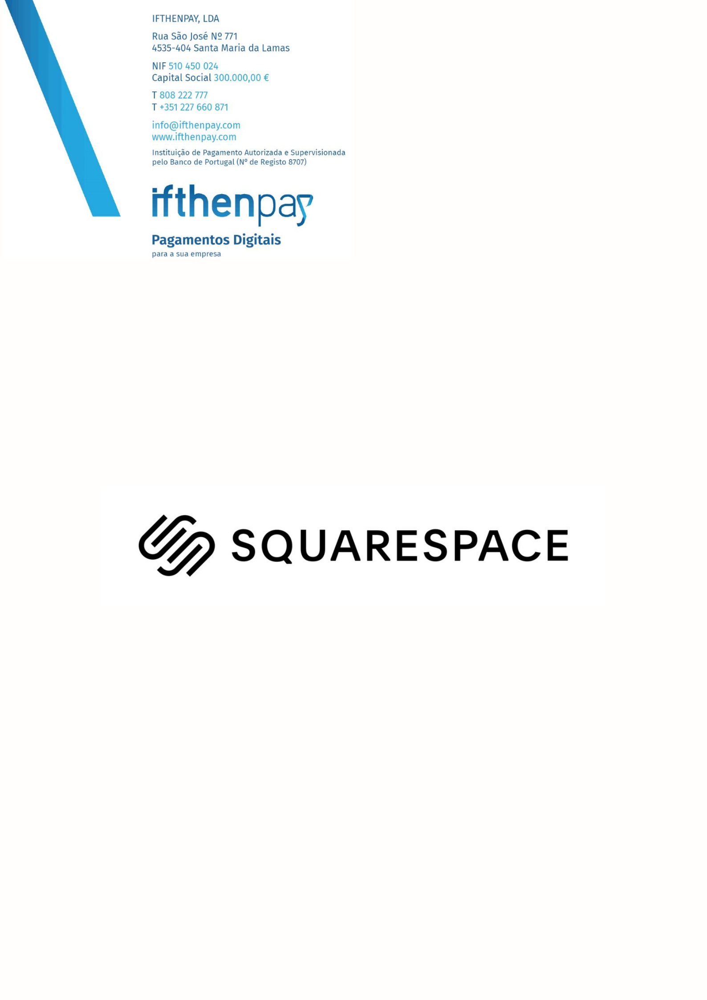 IFTHENPAY, LDA
Rua São José Nº 771
4535-404 Santa Maria da Lamas
NIF 510 450 024
Capital Social 300.000,00 €
T 808 222 777
T +351 227 660 871
info@ifthenpay.com
www.ifthenpay.com
Instituição de Pagamento Autorizada e Supervisionada
pelo Banco de Portugal (Nº de Registo 8707)
ifthenpay
Pagamentos Digitais
para a sua empresa
SQUARESPACE